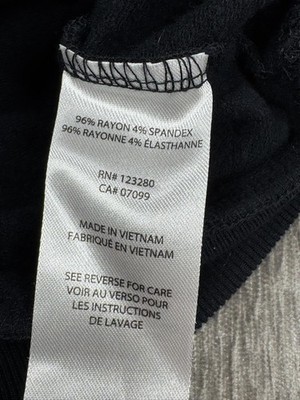 96% RAYON 4% SPANDEX
96% RAYONNE 4% ÉLASTHANNE
RN# 123280
CA# 07099
MADE IN VIETNAM
FABRIQUÉ EN VIETNAM
SEE REVERSE FOR CARE
VOIR AU VERSO POUR
LES INSTRUCTIONS
DE LAVAGE